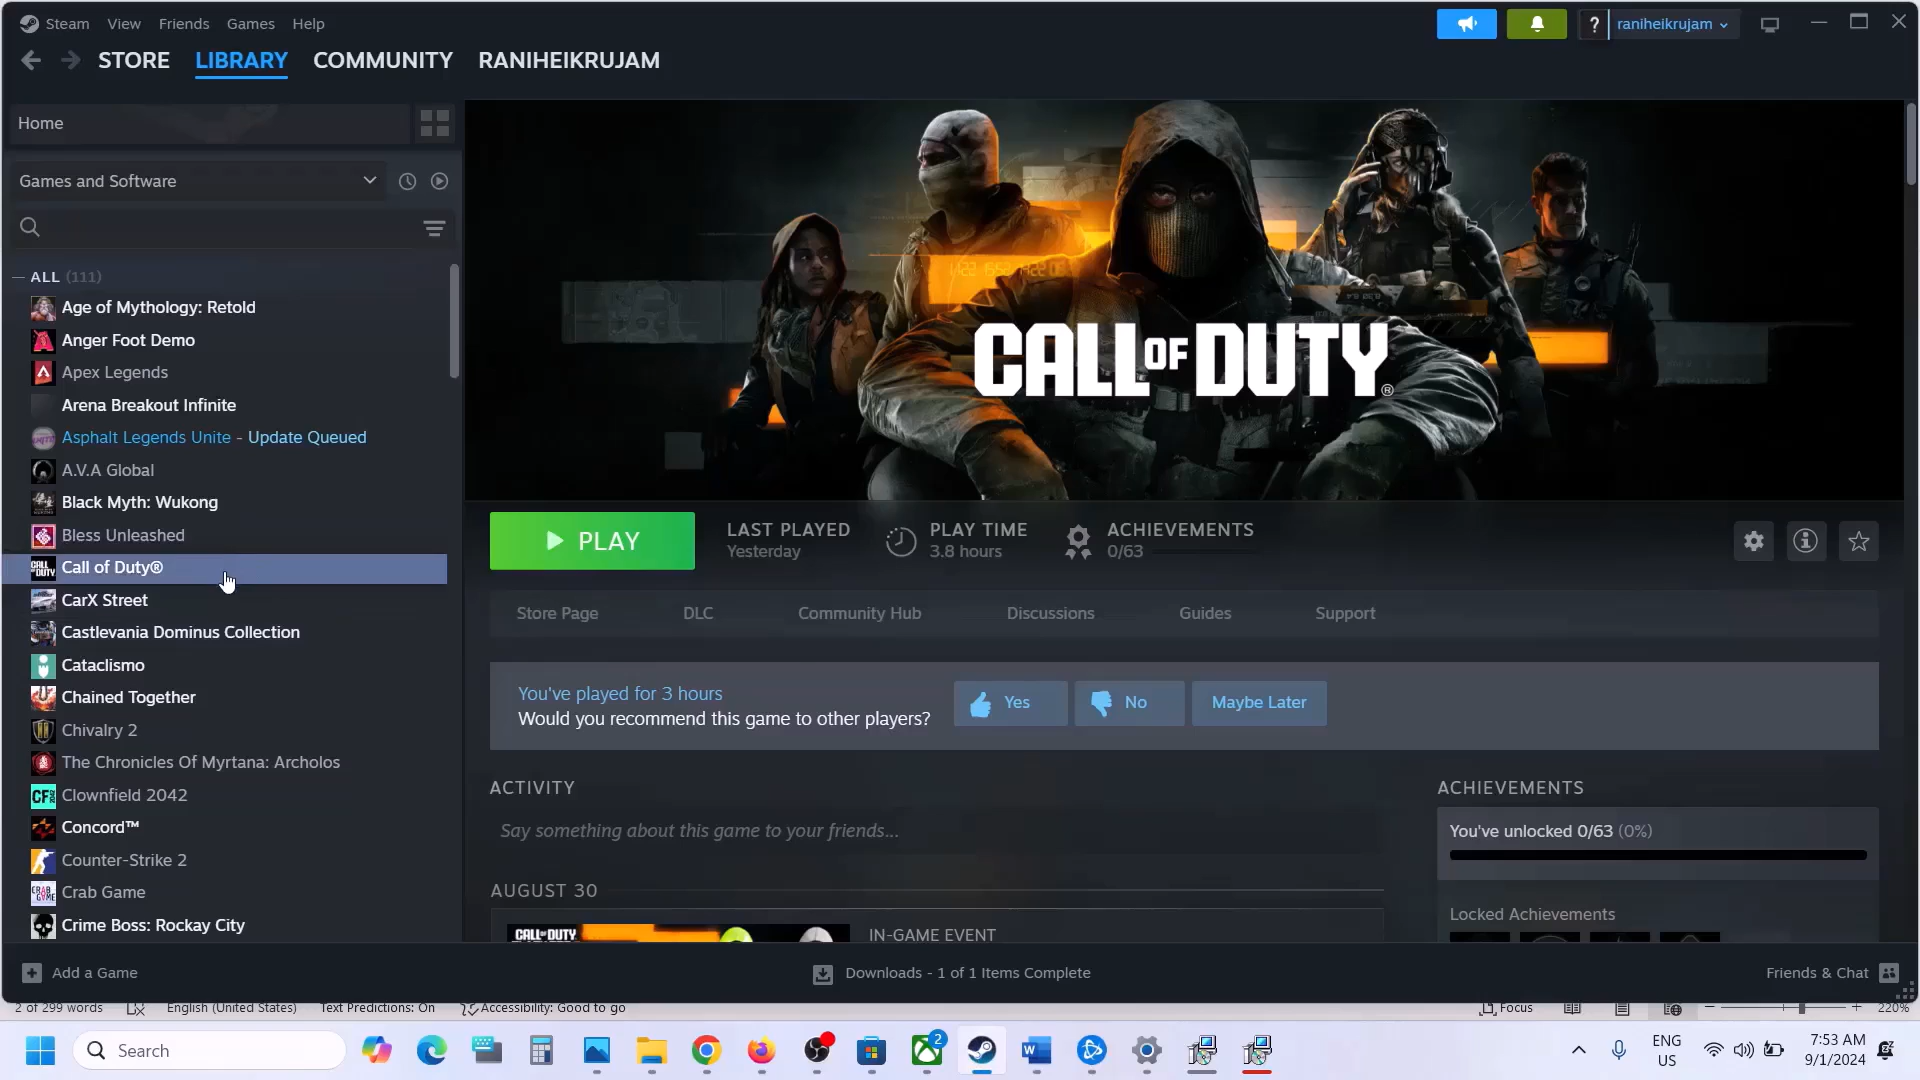 Steam View Friends Games Help
? raniheikrujam
STORE LIBRARY COMMUNITY RANIHEIKRUJAM
Home
Games and Software
ALL (111)
Age of Mythology: Retold
Anger Foot Demo
Apex Legends
Arena Breakout Infinite
Asphalt Legends Unite - Update Queued
A.V.A Global
Black Myth: Wukong
Bless Unleashed
Call of Duty®
CarX Street
Castlevania Dominus Collection
Cataclismo
Chained Together
Chivalry 2
The Chronicles Of Myrtana: Archolos
Clownfield 2042
Concord™
Counter-Strike 2
Crab Game
Crime Boss: Rockay City
CALL OF DUTY®
PLAY
LAST PLAYED
Yesterday
PLAY TIME
3.8 hours
ACHIEVEMENTS
0/63
Store Page DLC Community Hub Discussions Guides Support
You've played for 3 hours
Would you recommend this game to other players?
Yes No Maybe Later
ACTIVITY
Say something about this game to your friends...
AUGUST 30
CALL OF DUTY
IN-GAME EVENT
ACHIEVEMENTS
You've unlocked 0/63 (0%)
Locked Achievements
Add a Game
Downloads - 1 of 1 Items Complete
Friends & Chat
2 of 299 words English (United States) Text Predictions: On Accessibility: Good to go Focus 220%
Search
2
ENG
US
7:53 AM
9/1/2024